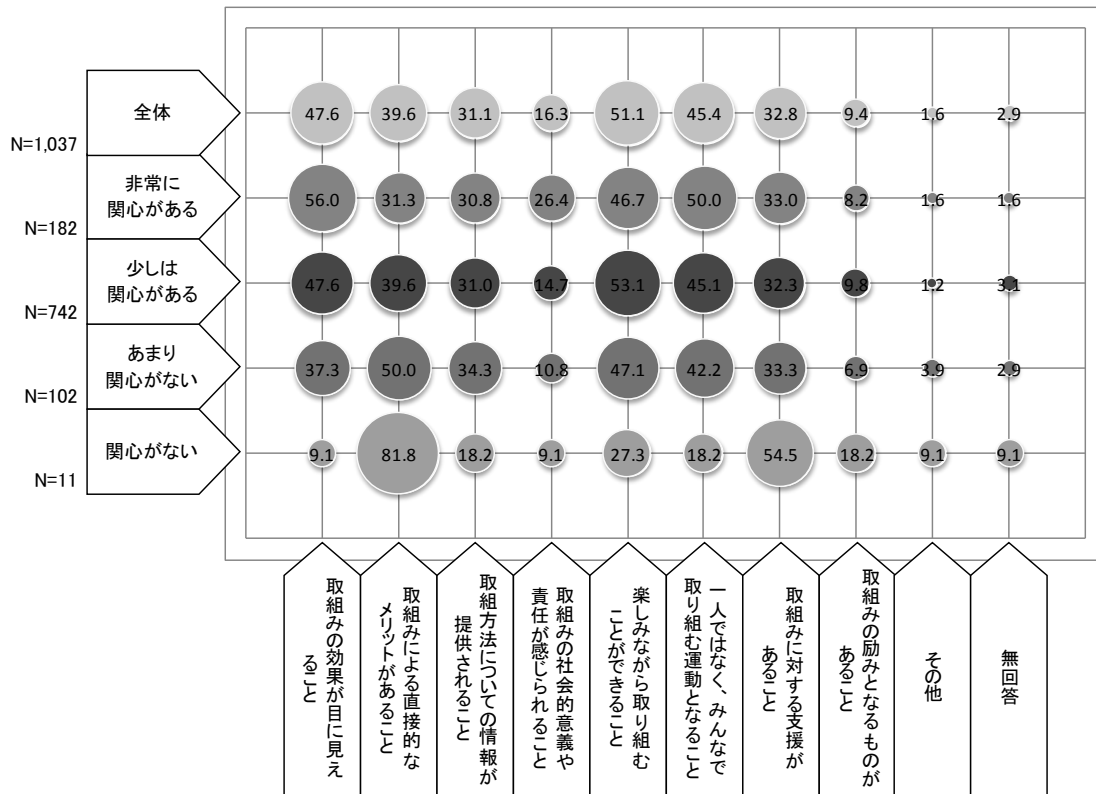 全体
N=1,037
47.6 39.6 31.1 16.3 51.1 45.4 32.8 9.4 1.6 2.9
非常に
関心がある
N=182
56.0 31.3 30.8 26.4 46.7 50.0 33.0 8.2 1.6 1.6
少しは
関心がある
N=742
47.6 39.6 31.0 14.7 53.1 45.1 32.3 9.8 1.2 3.1
あまり
関心がない
N=102
37.3 50.0 34.3 10.8 47.1 42.2 33.3 6.9 3.9 2.9
関心がない
N=11
9.1 81.8 18.2 9.1 27.3 18.2 54.5 18.2 9.1 9.1
取組みの効果が目に見え
ること
取組みによる直接的な
メリットがあること
取組方法についての情報が
提供されること
取組みの社会的意義や
責任が感じられること
楽しみながら取り組む
ことができること
一人ではなく、みんなで
取り組む運動となること
取組みに対する支援が
あること
取組みの励みとなるものが
あること
その他
無回答